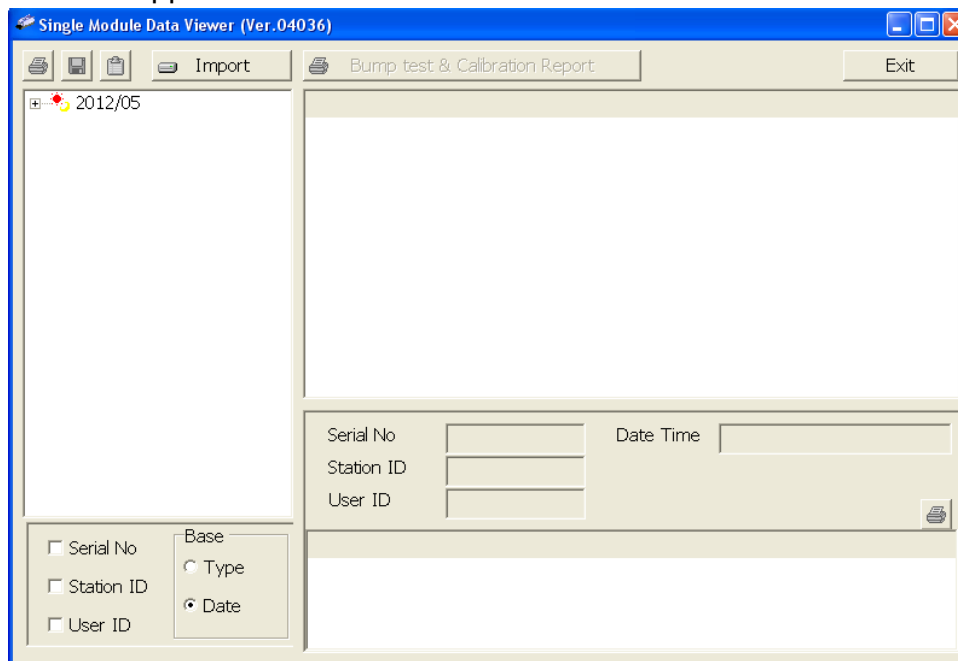 Single Module Data Viewer (Ver.04036)
Import
Bump test & Calibration Report
Exit
2012/05
Serial No
Date Time
Station ID
User ID
Serial No
Station ID
User ID
Base
Type
Date